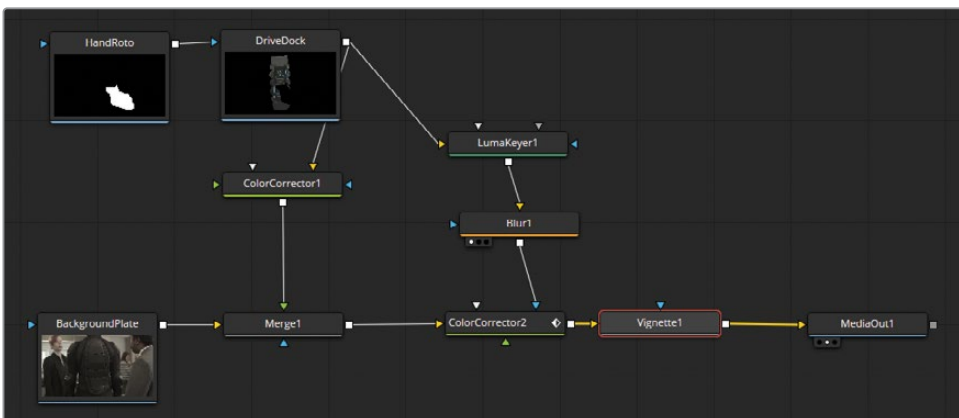 HandRoto
DriveDock
LumaKeyer1
ColorCorrector1
Blur1
BackgroundPlate
Merge1
ColorCorrector2
Vignette1
MediaOut1